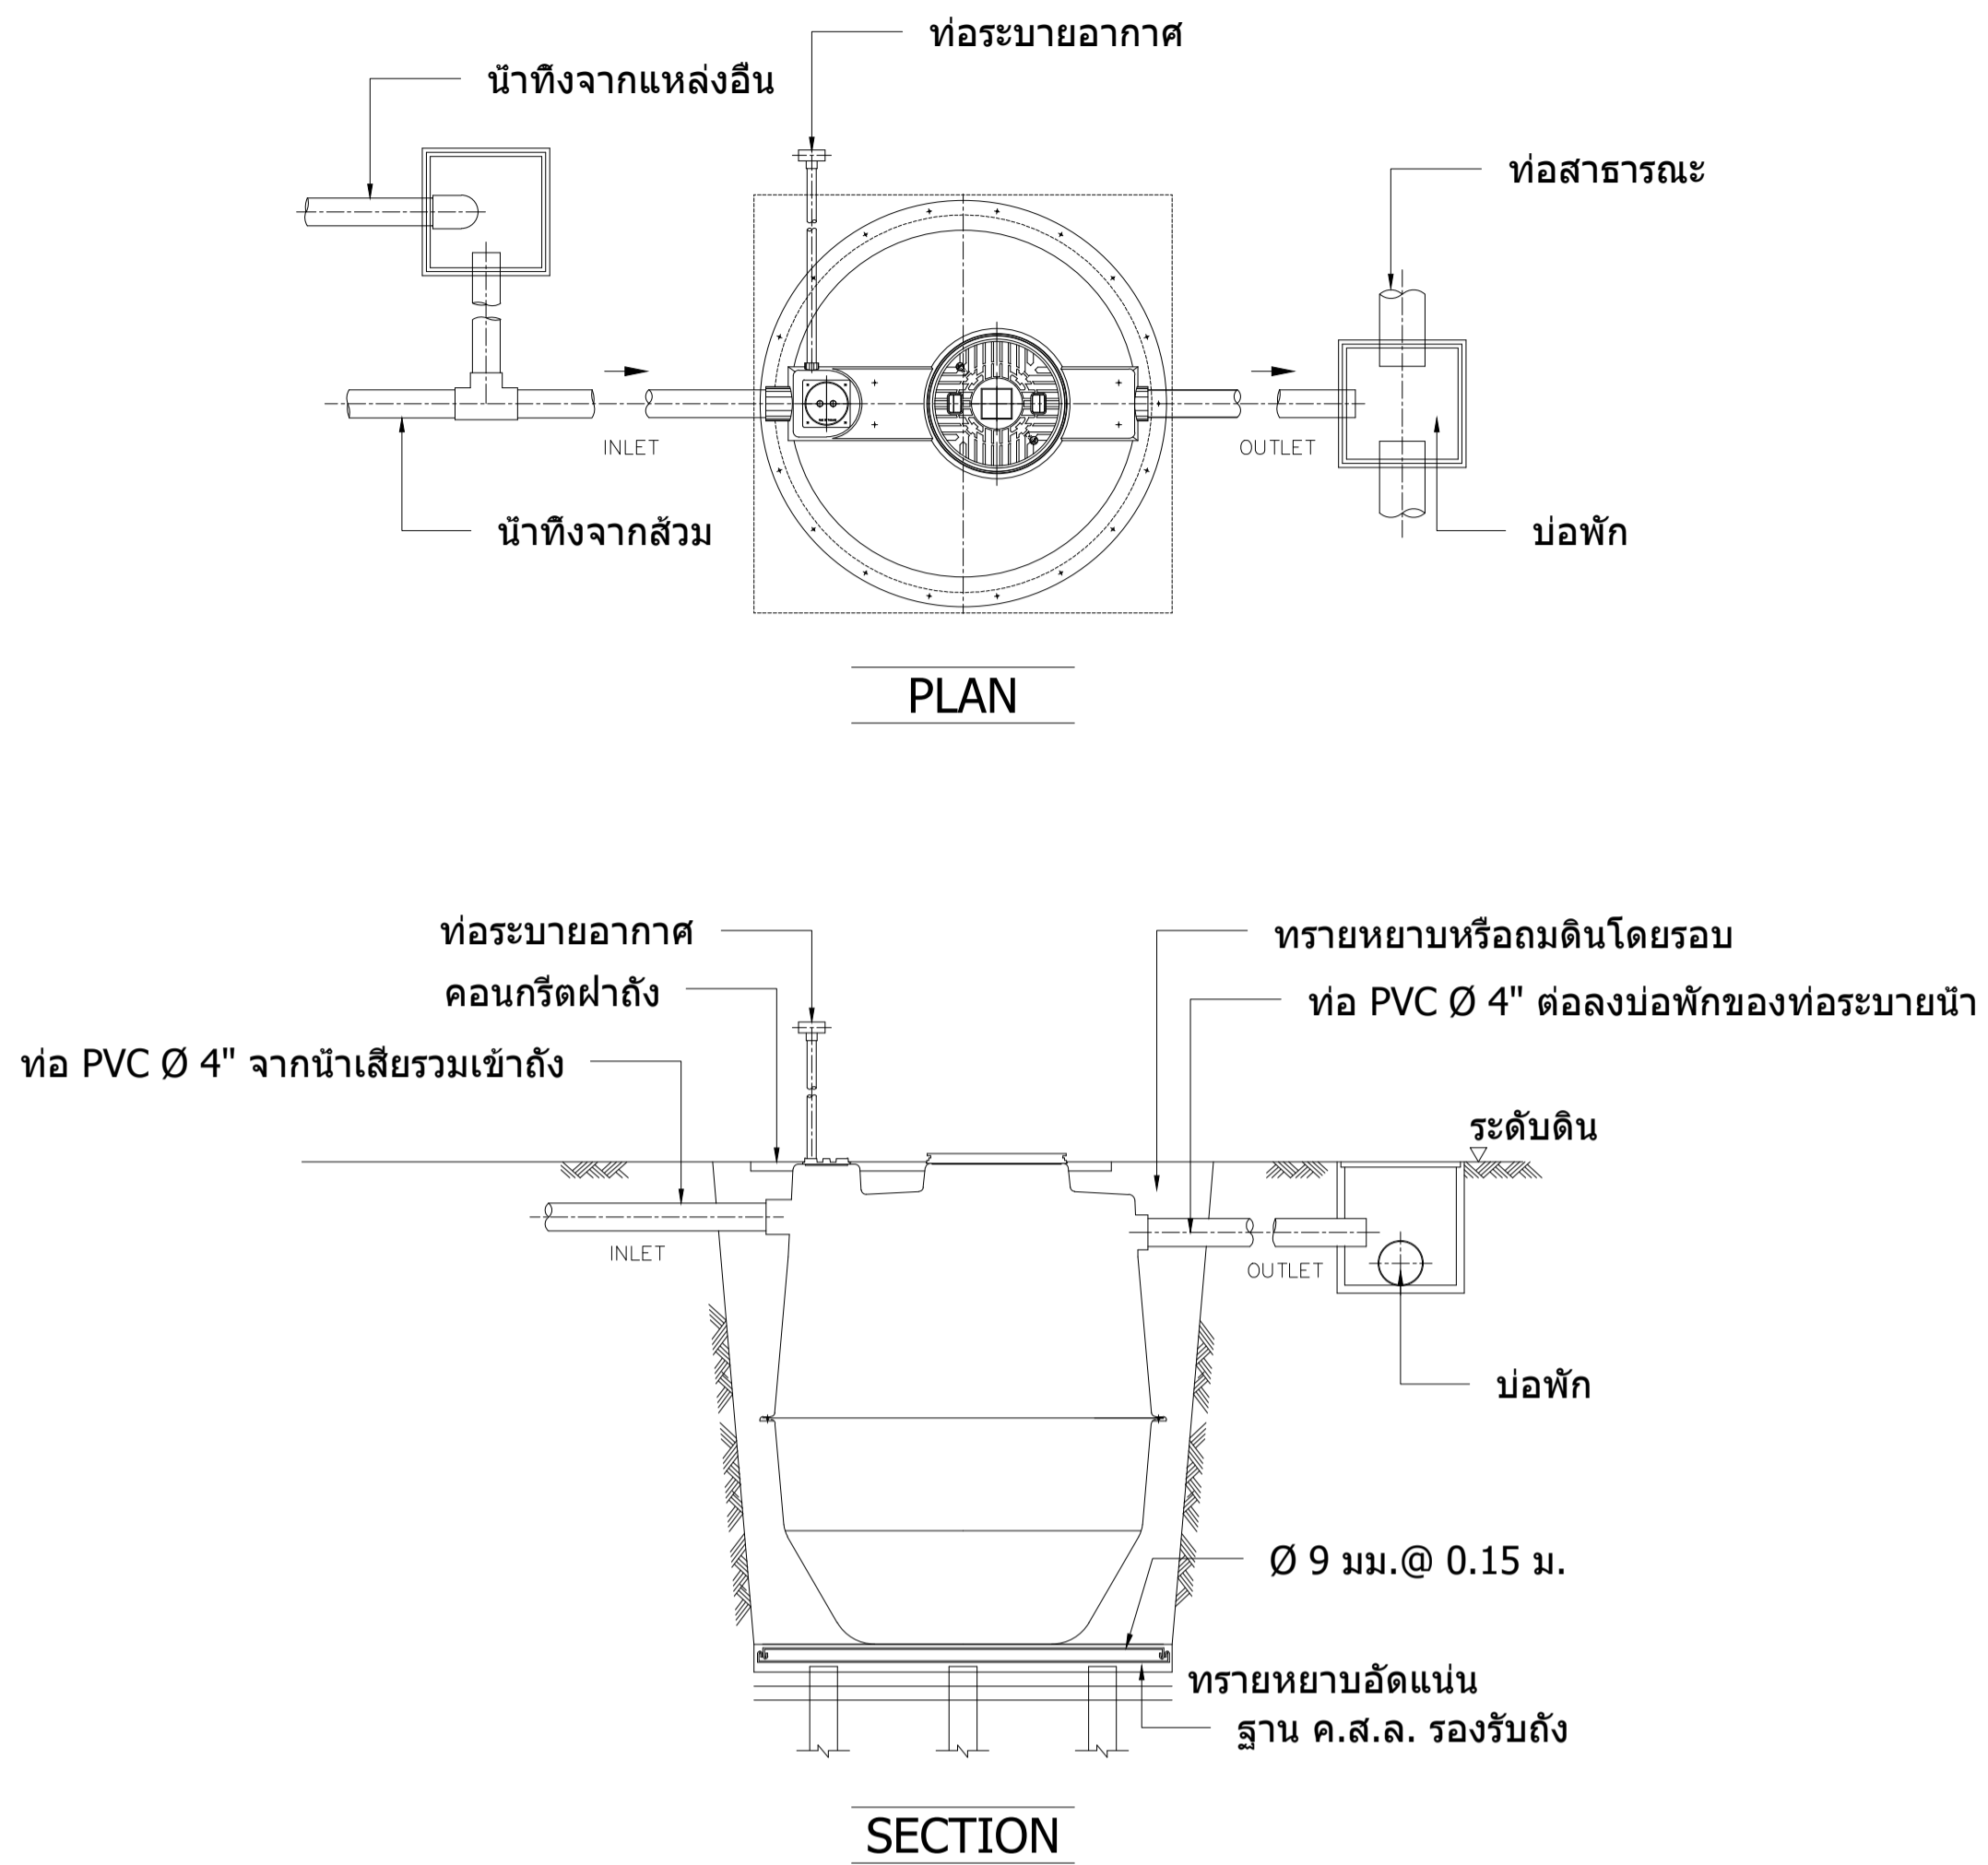 ท่อระบายอากาศ
น้ำทิ้งจากแหล่งอื่น
ท่อสาธารณะ
INLET
OUTLET
น้ำทิ้งจากส้วม
บ่อพัก
PLAN
ท่อระบายอากาศ
ทรายหยาบหรือถมดินโดยรอบ
คอนกรีตฝาถัง
ท่อ PVC Ø 4" ต่อลงบ่อพักของท่อระบายน้ำ
ท่อ PVC Ø 4" จากน้ำเสียรวมเข้าถัง
ระดับดิน
INLET
OUTLET
บ่อพัก
Ø 9 มม.@ 0.15 ม.
ทรายหยาบอัดแน่น
ฐาน ค.ส.ล. รองรับถัง
SECTION